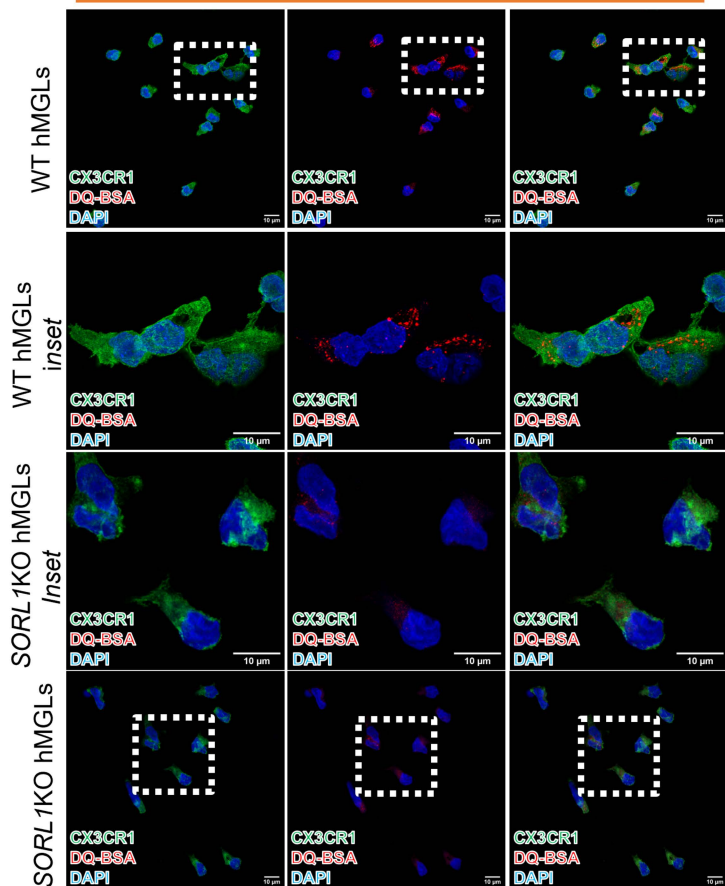 WT hMGLs
CX3CR1
DQ-BSA
DAPI
10 µm
CX3CR1
DQ-BSA
DAPI
10 µm
CX3CR1
DQ-BSA
DAPI
10 µm
WT hMGLs
inset
CX3CR1
DQ-BSA
DAPI
10 µm
CX3CR1
DQ-BSA
DAPI
10 µm
CX3CR1
DQ-BSA
DAPI
10 µm
SORL1KO hMGLs
Inset
CX3CR1
DQ-BSA
DAPI
10 µm
CX3CR1
DQ-BSA
DAPI
10 µm
CX3CR1
DQ-BSA
DAPI
10 µm
SORL1KO hMGLs
CX3CR1
DQ-BSA
DAPI
10 µm
CX3CR1
DQ-BSA
DAPI
10 µm
CX3CR1
DQ-BSA
DAPI
10 µm